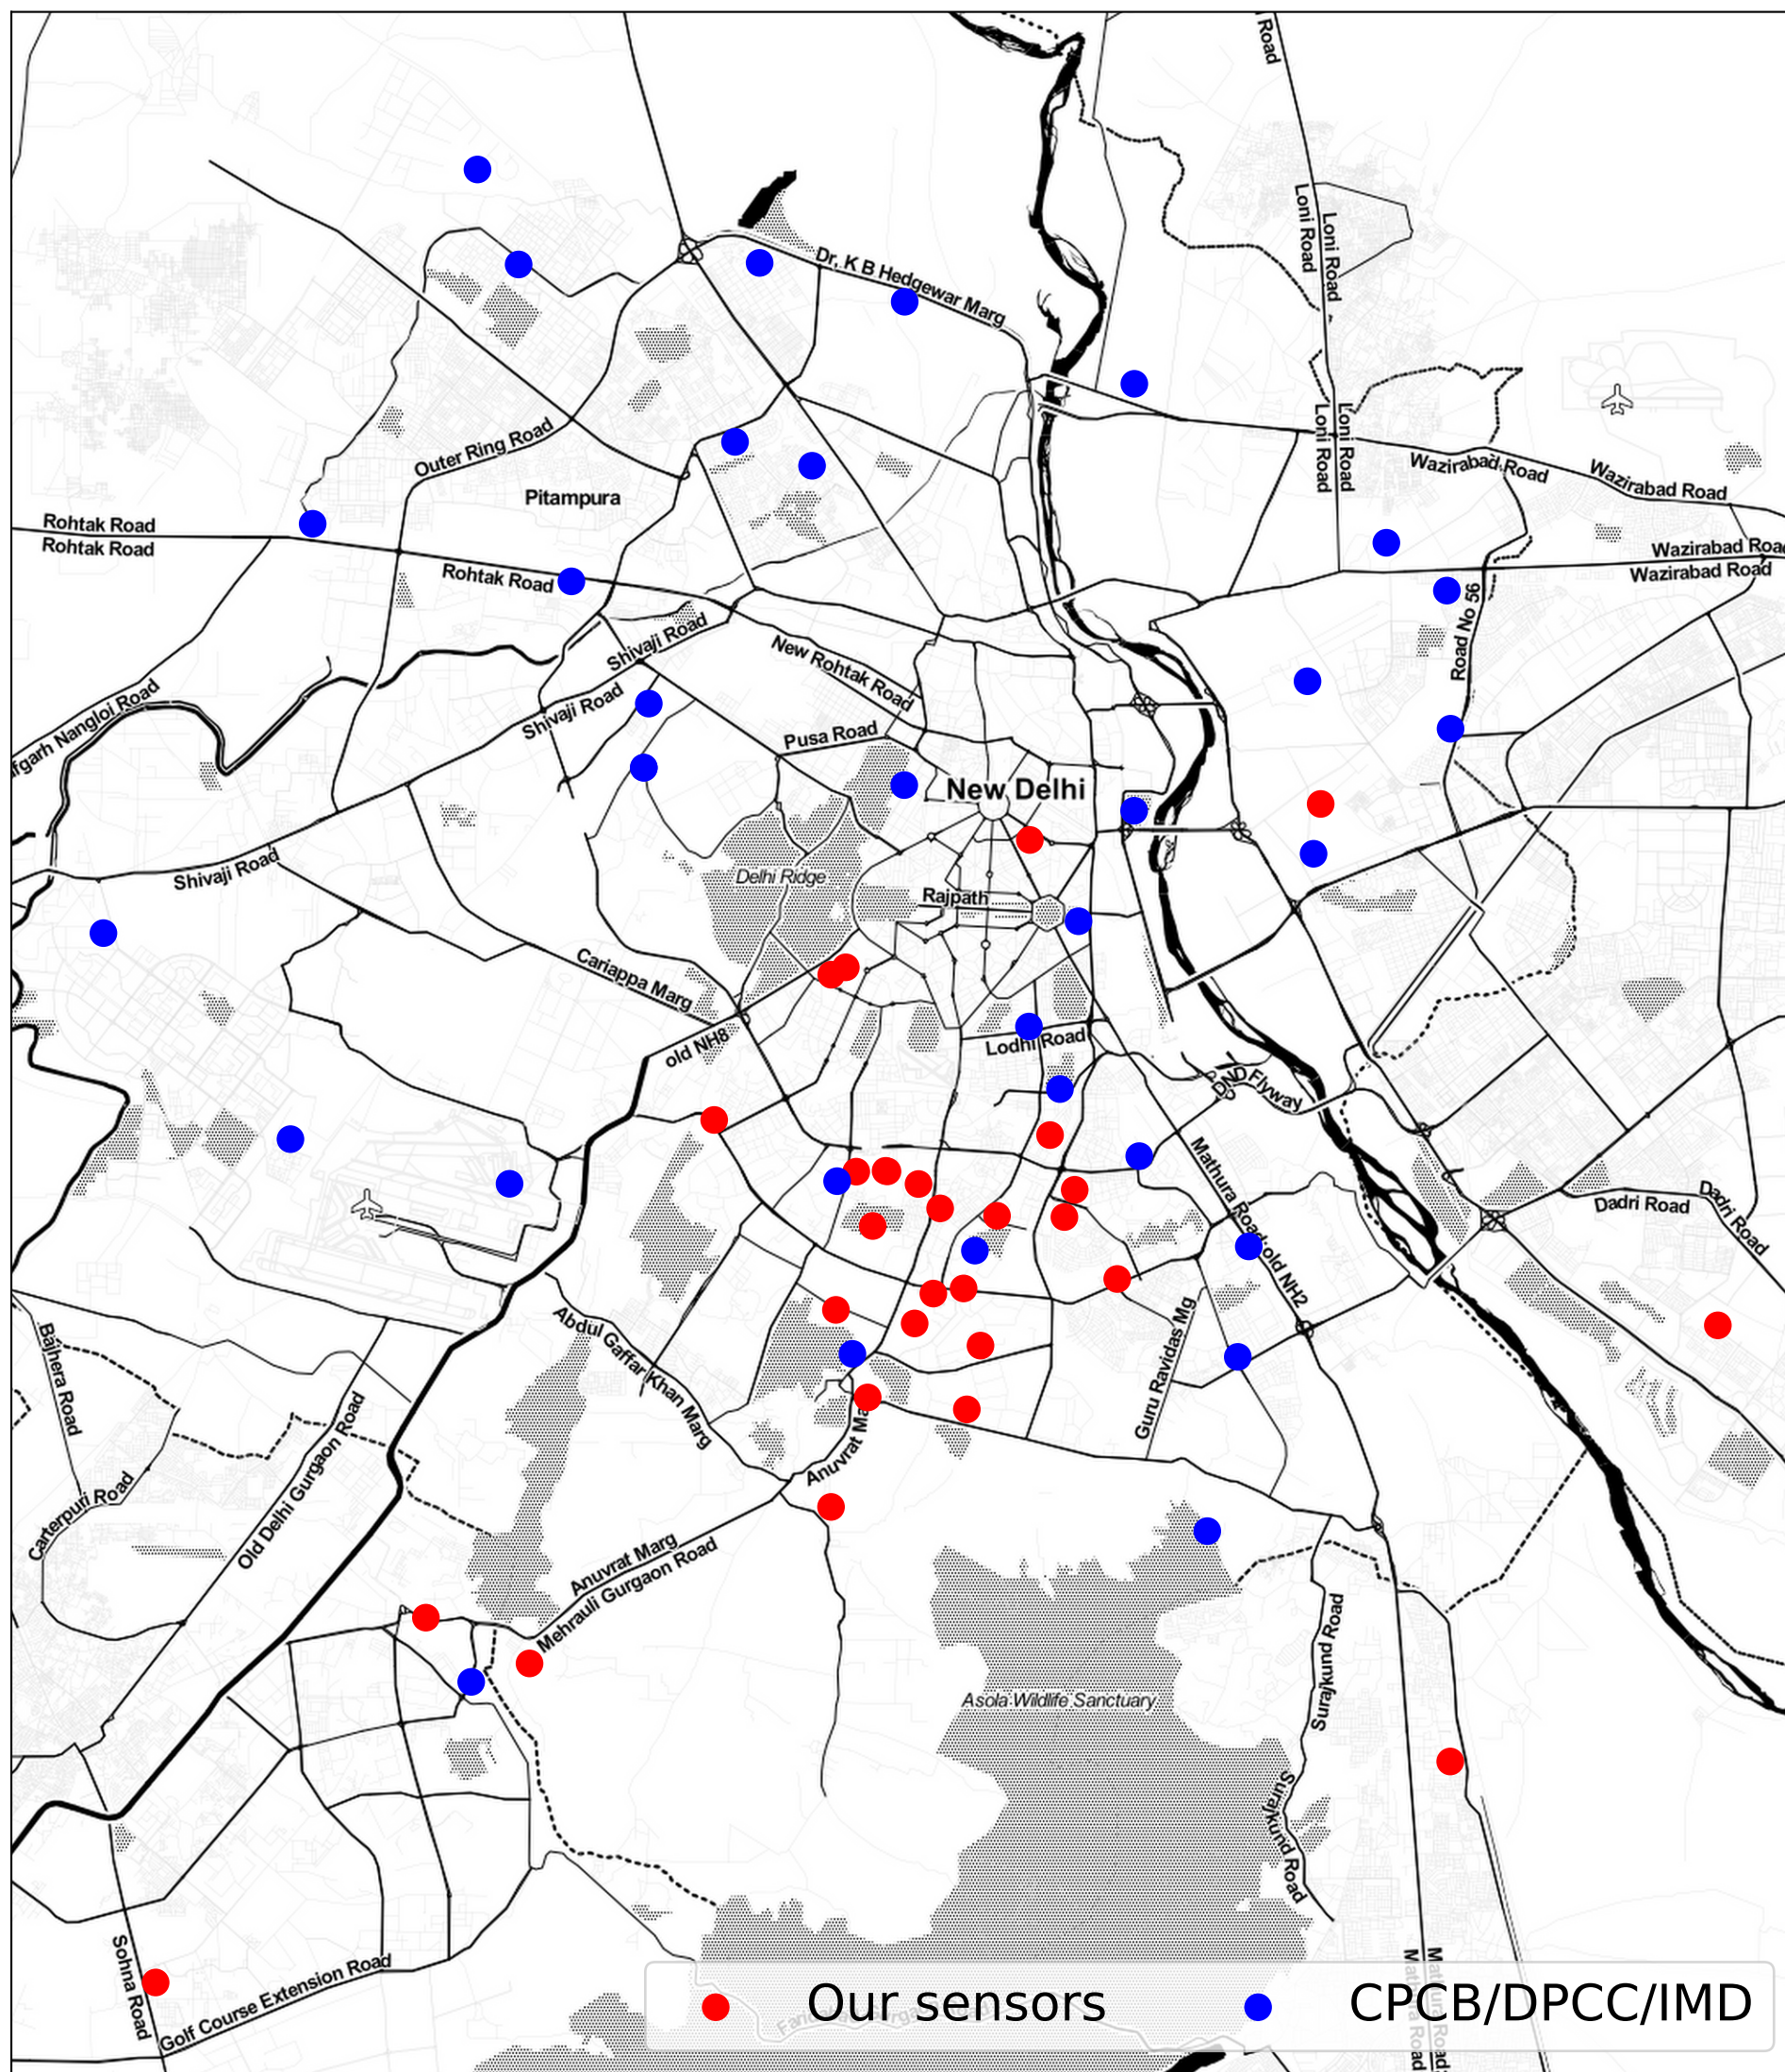 Road
Loni Road
Loni Road
Dr. K B Hedgewar Marg
Loni Road
Loni Road
Outer Ring Road
Wazirabad Road
Wazirabad Road
Pitampura
Rohtak Road
Rohtak Road
Wazirabad Road
Wazirabad Road
Rohtak Road
Road No 56
Shivaji Road
New Rohtak Road
Shivaji Road
Pusa Road
New Delhi
Shivaji Road
Delhi Ridge
Rajpath
Cariappa Marg
old NH8
Lodhi Road
DND Flyway
Mathura Road;old NH2
Dadri Road
Dadri Road
Abdul Gaffar Khan Marg
Guru Ravidas Mg
Bajhera Road
Old Delhi Gurgaon Road
Carterpuri Road
Anuvrat Ma
Anuvrat Marg
Mehrauli Gurgaon Road
Surajkund Road
Asola Wildlife Sanctuary
Surajkund Road
Sohna Road
Golf Course Extension Road
Our sensors
CPCB/DPCC/IMD